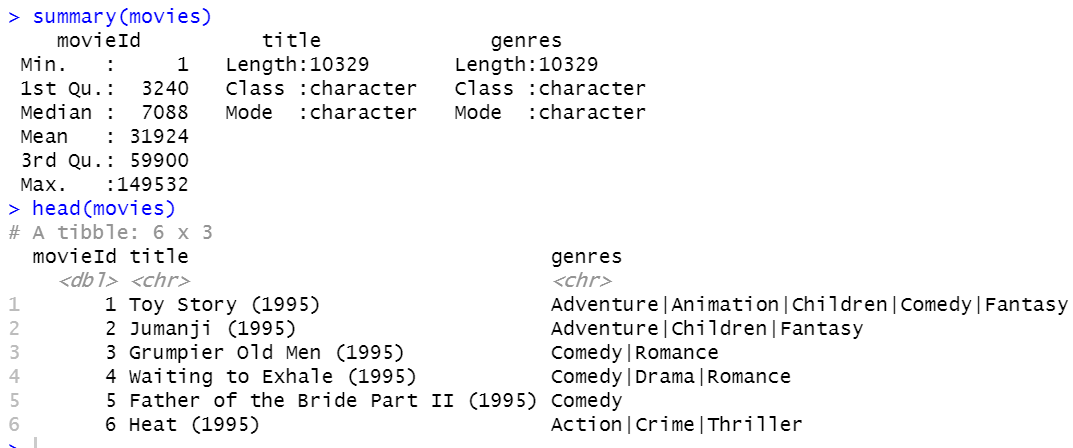 > summary(movies)
    movieId          title              genres
 Min.   :     1   Length:10329       Length:10329
 1st Qu.:  3240   Class :character   Class :character
 Median :  7088   Mode  :character   Mode  :character
 Mean   : 31924
 3rd Qu.: 59900
 Max.   :149532
> head(movies)
# A tibble: 6 x 3
  movieId title                              genres
    <dbl> <chr>                              <chr>
1       1 Toy Story (1995)                   Adventure|Animation|Children|Comedy|Fantasy
2       2 Jumanji (1995)                     Adventure|Children|Fantasy
3       3 Grumpier Old Men (1995)            Comedy|Romance
4       4 Waiting to Exhale (1995)           Comedy|Drama|Romance
5       5 Father of the Bride Part II (1995) Comedy
6       6 Heat (1995)                        Action|Crime|Thriller
>